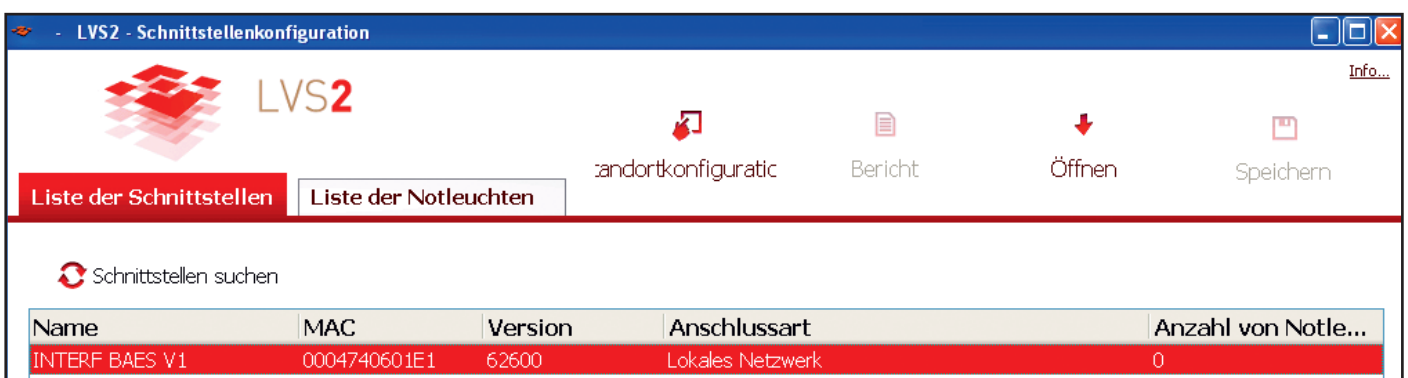 - LVS2 - Schnittstellenkonfiguration
Info...
LVS2
tandortkonfiguratic
Bericht
Öffnen
Speichern
Liste der Schnittstellen
Liste der Notleuchten
Schnittstellen suchen
Name MAC Version Anschlussart Anzahl von Notle...
INTERF BAES V1 0004740601E1 62600 Lokales Netzwerk 0